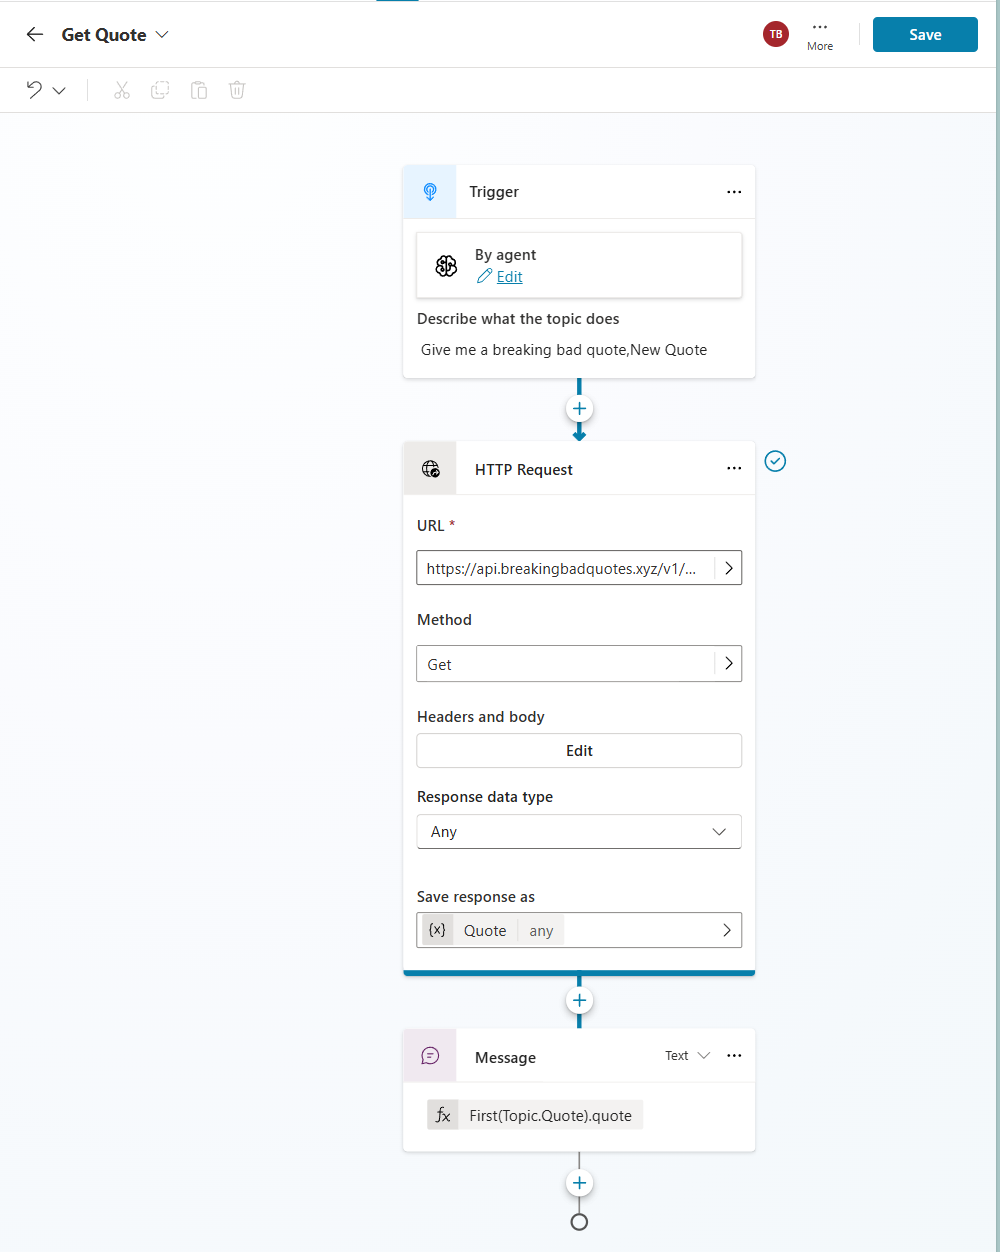 Get Quote
TB
More
Save
Trigger
By agent
Edit
Describe what the topic does
Give me a breaking bad quote,New Quote
HTTP Request
URL *
https://api.breakingbadquotes.xyz/v1/...
Method
Get
Headers and body
Edit
Response data type
Any
Save response as
{x} Quote any
Message Text
fx First(Topic.Quote).quote